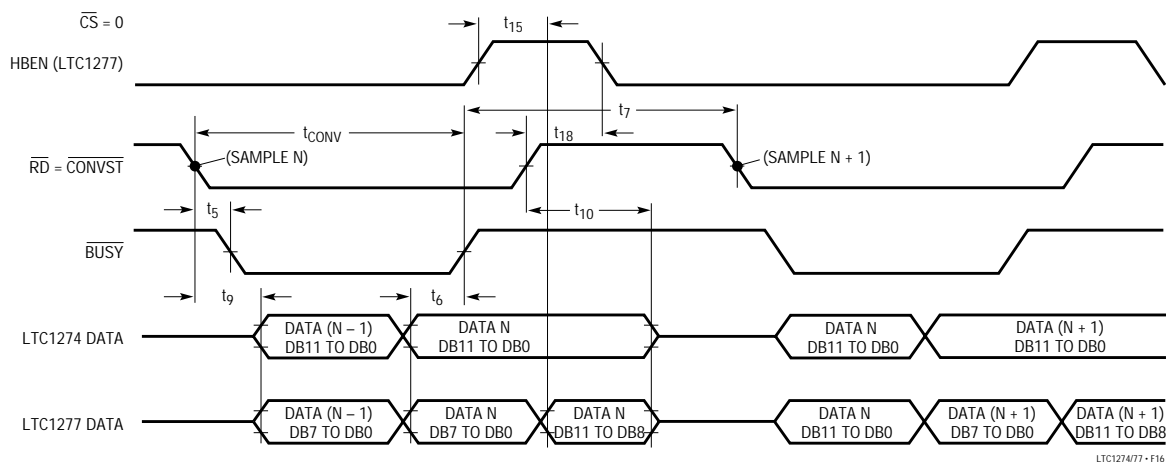 CS = 0
t15
HBEN (LTC1277)
t7
tCONV
t18
(SAMPLE N)
(SAMPLE N + 1)
RD = CONVST
t5
t10
BUSY
t9
t6
LTC1274 DATA
DATA (N – 1)
DB11 TO DB0
DATA N
DB11 TO DB0
DATA N
DB11 TO DB0
DATA (N + 1)
DB11 TO DB0
LTC1277 DATA
DATA (N – 1)
DB7 TO DB0
DATA N
DB7 TO DB0
DATA N
DB11 TO DB8
DATA N
DB11 TO DB0
DATA (N + 1)
DB7 TO DB0
DATA (N + 1)
DB11 TO DB8
LTC1274/77 • F16